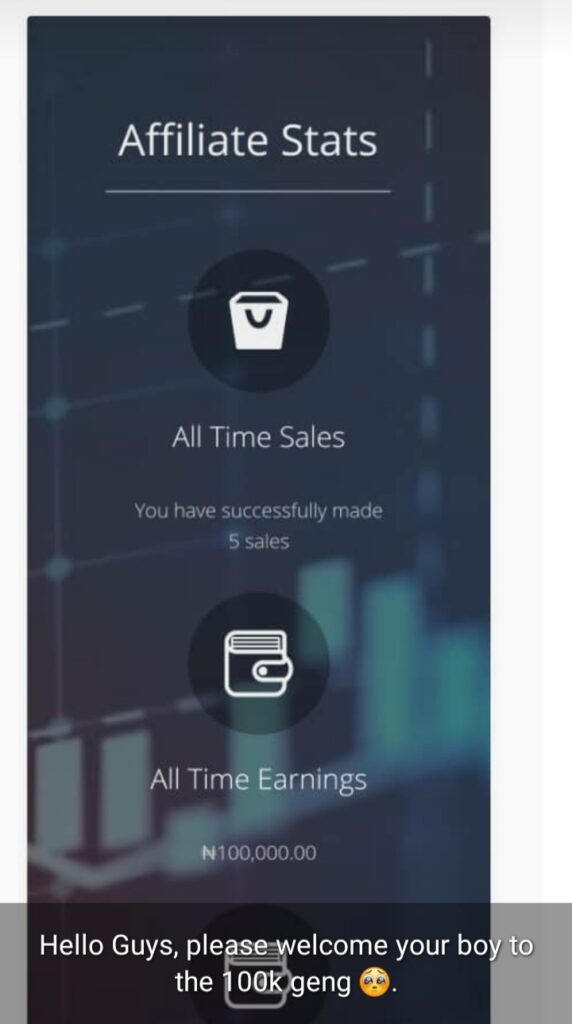 Affiliate Stats
All Time Sales
You have successfully made
5 sales
All Time Earnings
₦100,000.00
Hello Guys, please welcome your boy to
the 100k geng 🥺.